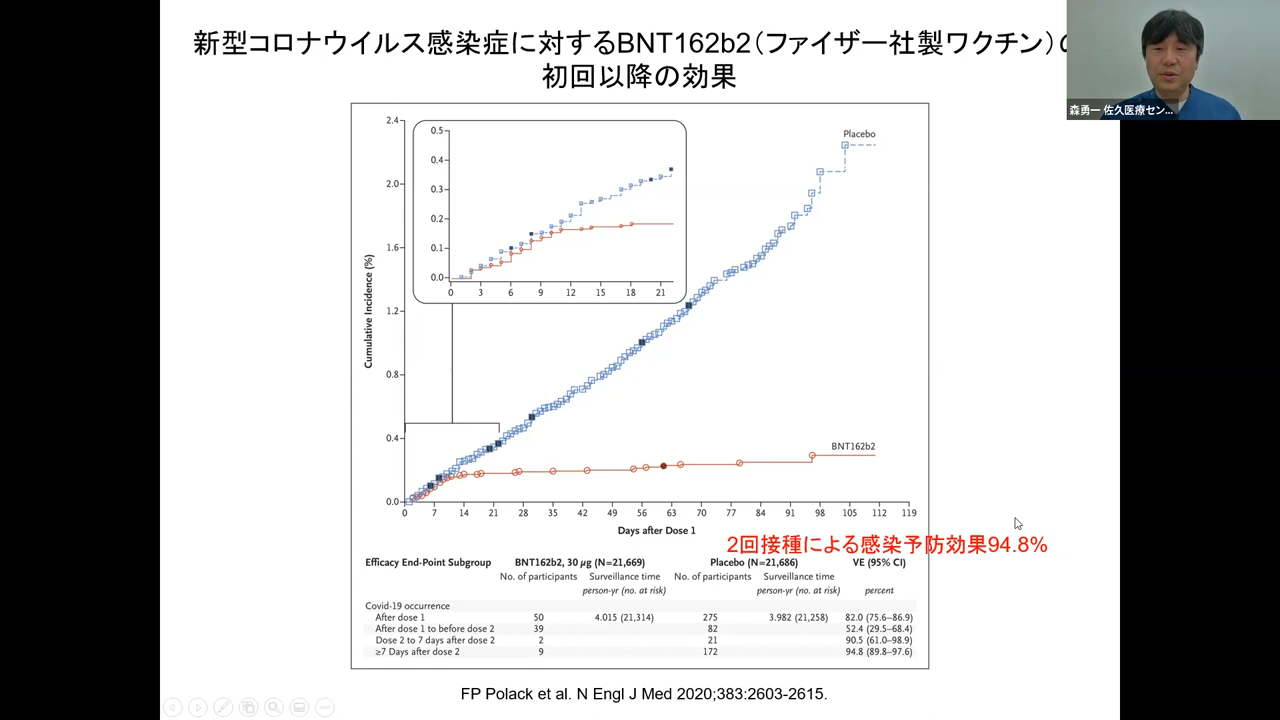 新型コロナウイルス感染症に対するBNT162b2（ファイザー社製ワクチン）の
初回以降の効果
森勇一 佐久医療セン...
2.4
2.0
1.6
1.2
0.8
0.4
0.0
Cumulative Incidence (%)
0.5
0.4
0.3
0.2
0.1
0.0
0 3 6 9 12 15 18 21
Placebo
BNT162b2
0 7 14 21 28 35 42 49 56 63 70 77 84 91 98 105 112 119
Days after Dose 1
2回接種による感染予防効果94.8%
Efficacy End-Point Subgroup BNT162b2, 30 μg (N=21,669) Placebo (N=21,686) VE (95% CI)
No. of participants Surveillance time No. of participants Surveillance time
person-yr (no. at risk) person-yr (no. at risk) percent
Covid-19 occurrence
After dose 1 50 4.015 (21,314) 275 3.982 (21,258) 82.0 (75.6–86.9)
After dose 1 to before dose 2 39 82 52.4 (29.5–68.4)
Dose 2 to 7 days after dose 2 2 21 90.5 (61.0–98.9)
≥7 Days after dose 2 9 172 94.8 (89.8–97.6)
FP Polack et al. N Engl J Med 2020;383:2603-2615.